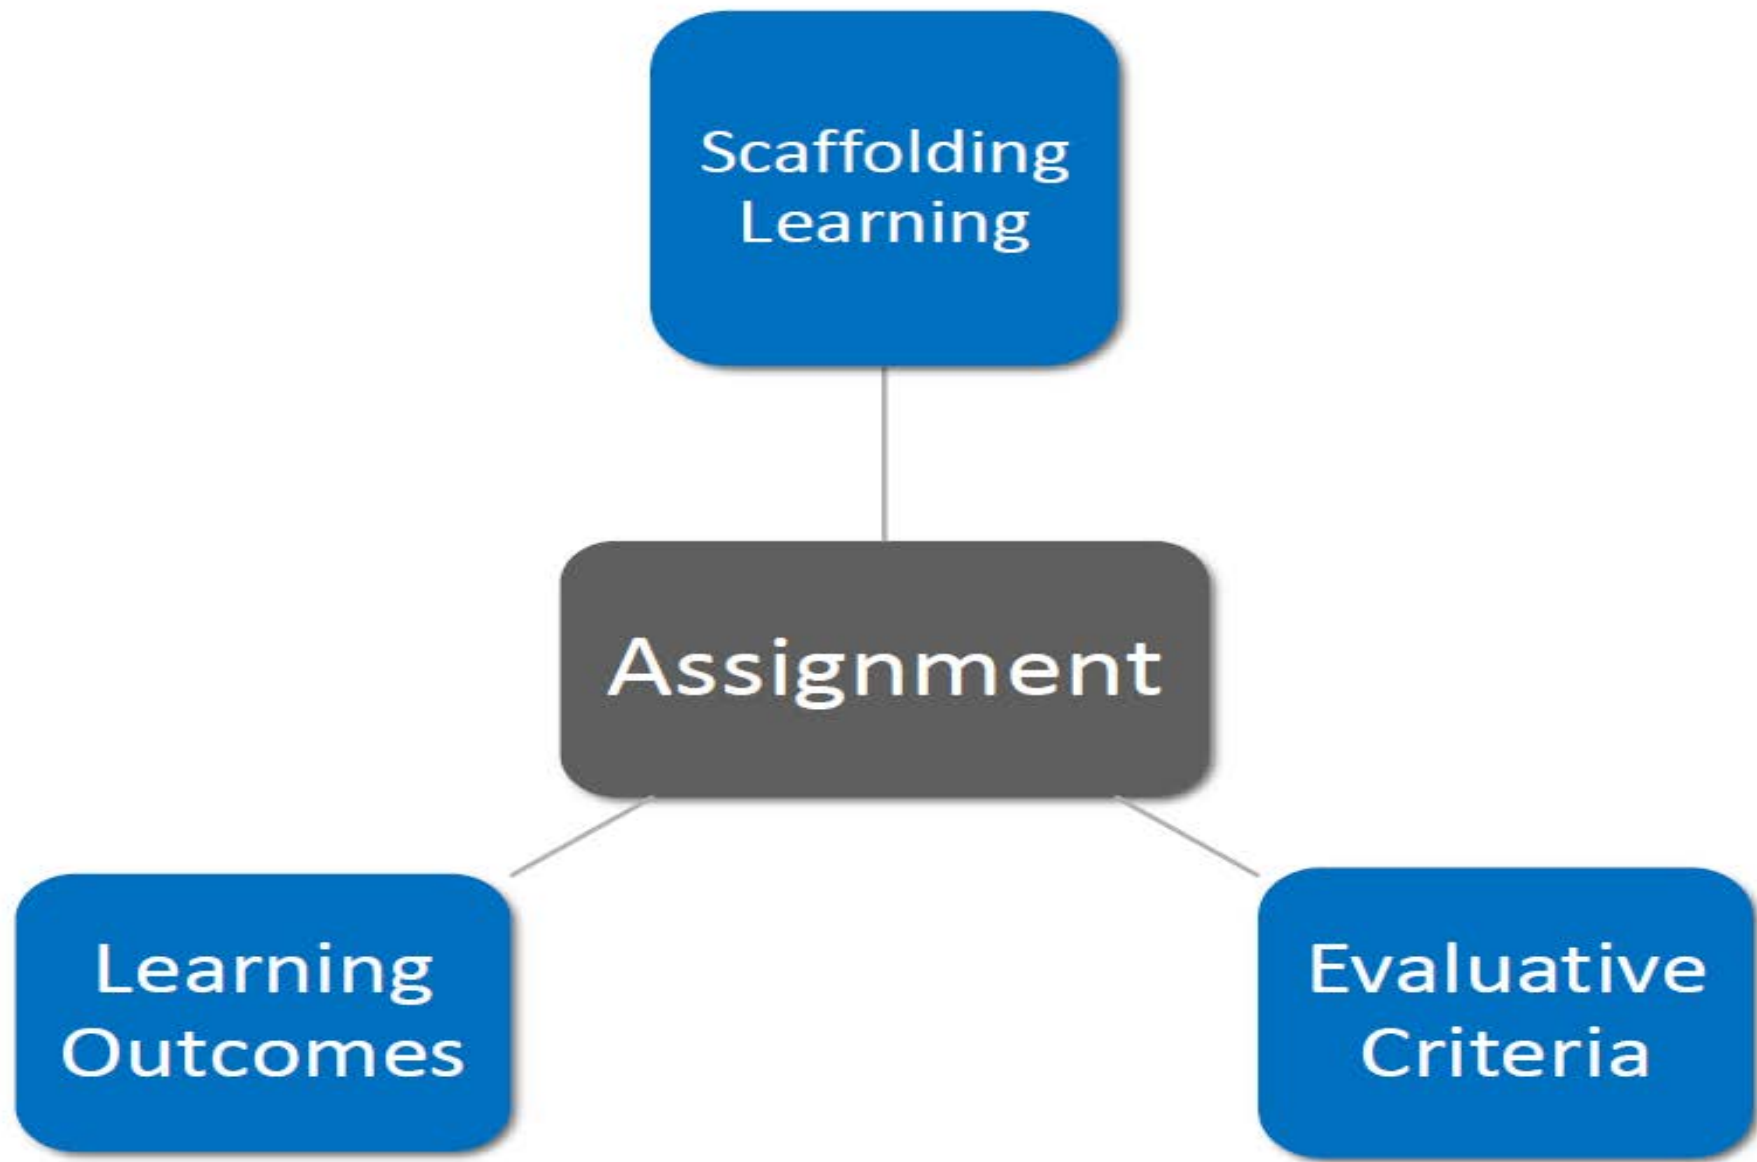 Scaffolding
Learning
Assignment
Learning
Outcomes
Evaluative
Criteria